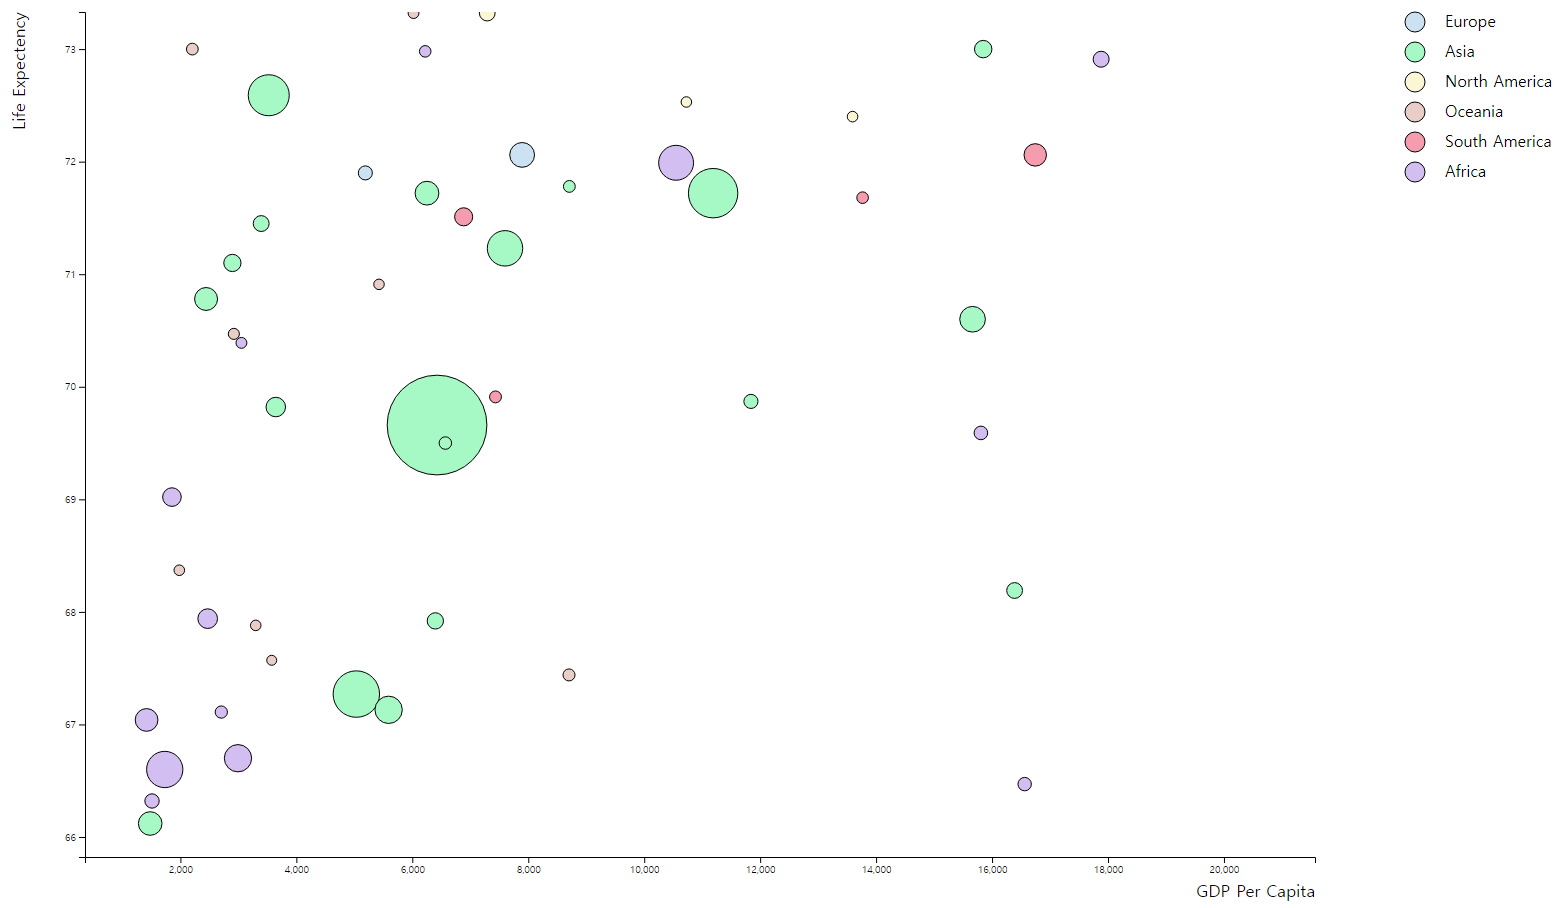 Life Expectency
73
72
71
70
69
68
67
66
2,000
4,000
6,000
8,000
10,000
12,000
14,000
16,000
18,000
20,000
GDP Per Capita
Europe
Asia
North America
Oceania
South America
Africa